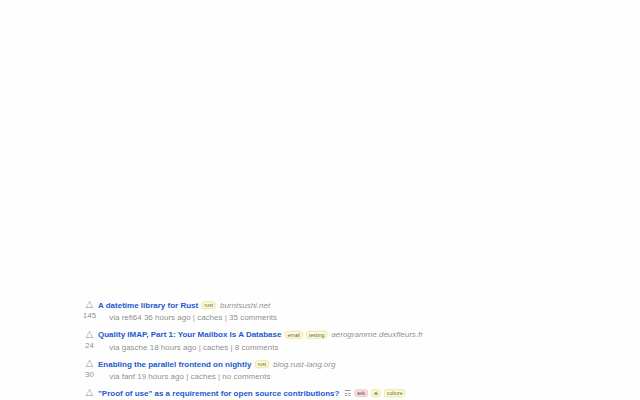 A datetime library for Rust rust burntsushi.net
145 via refi64 36 hours ago | caches | 35 comments
Quality IMAP, Part 1: Your Mailbox Is A Database email testing aerogramme.deuxfleurs.fr
24 via gasche 18 hours ago | caches | 8 comments
Enabling the parallel frontend on nightly rust blog.rust-lang.org
30 via fanf 19 hours ago | caches | no comments
"Proof of use" as a requirement for open source contributions? ask culture